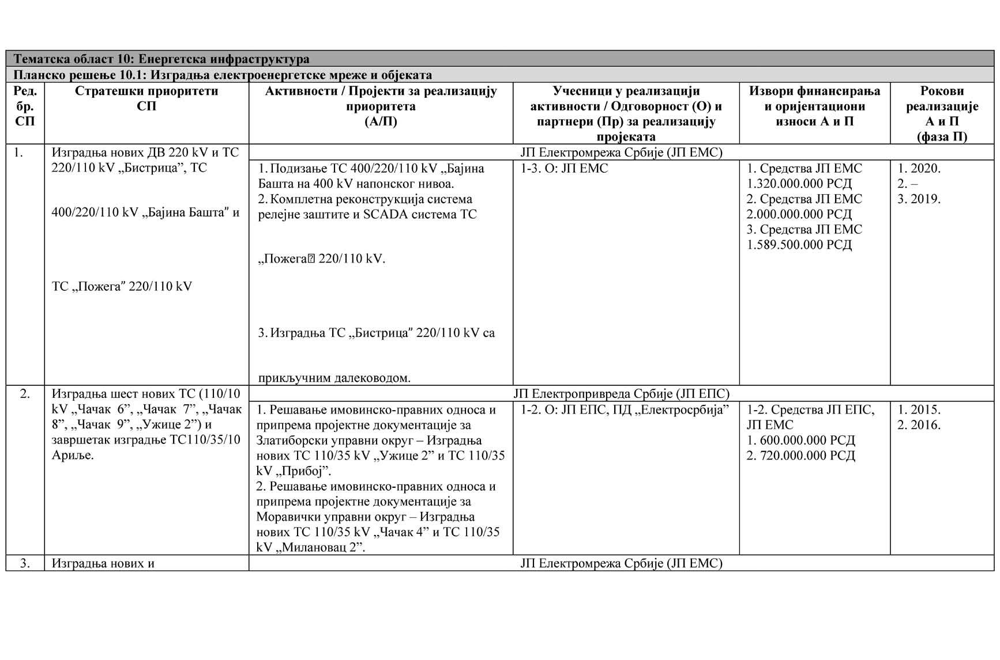 Тематска област 10: Енергетска инфраструктура
Планско решење 10.1: Изградња електроенергетске мреже и објеката
Ред.
бр.
СП
Стратешки приоритети
СП
Активности / Пројекти за реализацију
приоритета
(А/П)
Учесници у реализацији
активности / Одговорност (О) и
партнери (Пр) за реализацију
пројеката
Извори финансирања
и оријентациони
износи А и П
Рокови
реализације
А и П
(фаза П)
1.
Изградња нових ДВ 220 kV и ТС
220/110 kV „Бистрица”, ТС
400/220/110 kV „Бајина Башта” и
ТС „Пожега” 220/110 kV
ЈП Електромрежа Србије (ЈП ЕМС)
1. Подизање ТС 400/220/110 kV „Бајина
Башта на 400 kV напонског нивоа.
2. Комплетна реконструкција система
релејне заштите и SCADA система ТС
„Пожега⍰ 220/110 kV.
3. Изградња ТС „Бистрица” 220/110 kV са
прикључним далеководом.
1-3. О: ЈП ЕМС
1. Средства ЈП ЕМС
1.320.000.000 РСД
2. Средства ЈП ЕМС
2.000.000.000 РСД
3. Средства ЈП ЕМС
1.589.500.000 РСД
1. 2020.
2. –
3. 2019.
2.
Изградња шест нових ТС (110/10
kV „Чачак 6”, „Чачак 7”, „Чачак
8”, „Чачак 9”, „Ужице 2”) и
завршетак изградње ТС110/35/10
Ариље.
ЈП Електропривреда Србије (ЈП ЕПС)
1. Решавање имовинско-правних односа и
припрема пројектне документације за
Златиборски управни округ – Изградња
нових ТС 110/35 kV „Ужице 2” и ТС 110/35
kV „Прибој”.
2. Решавање имовинско-правних односа и
припрема пројектне документације за
Моравички управни округ – Изградња
нових ТС 110/35 kV „Чачак 4” и ТС 110/35
kV „Милановац 2”.
1-2. О: ЈП ЕПС, ПД „Електросрбија”
1-2. Средства ЈП ЕПС,
ЈП ЕМС
1. 600.000.000 РСД
2. 720.000.000 РСД
1. 2015.
2. 2016.
3.
Изградња нових и
ЈП Електромрежа Србије (ЈП ЕМС)